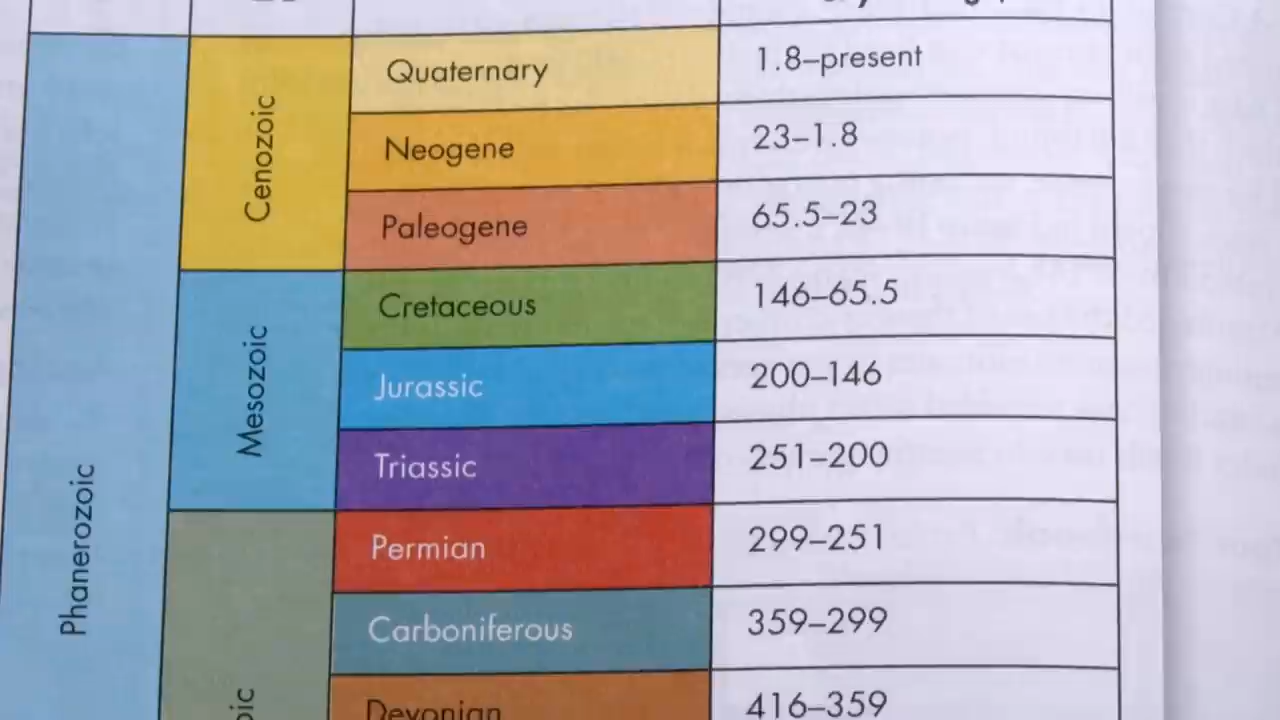 Phanerozoic
Cenozoic
Quaternary 1.8–present
Neogene 23–1.8
Paleogene 65.5–23
Mesozoic
Cretaceous 146–65.5
Jurassic 200–146
Triassic 251–200
Permian 299–251
Carboniferous 359–299
Devonian 416–359